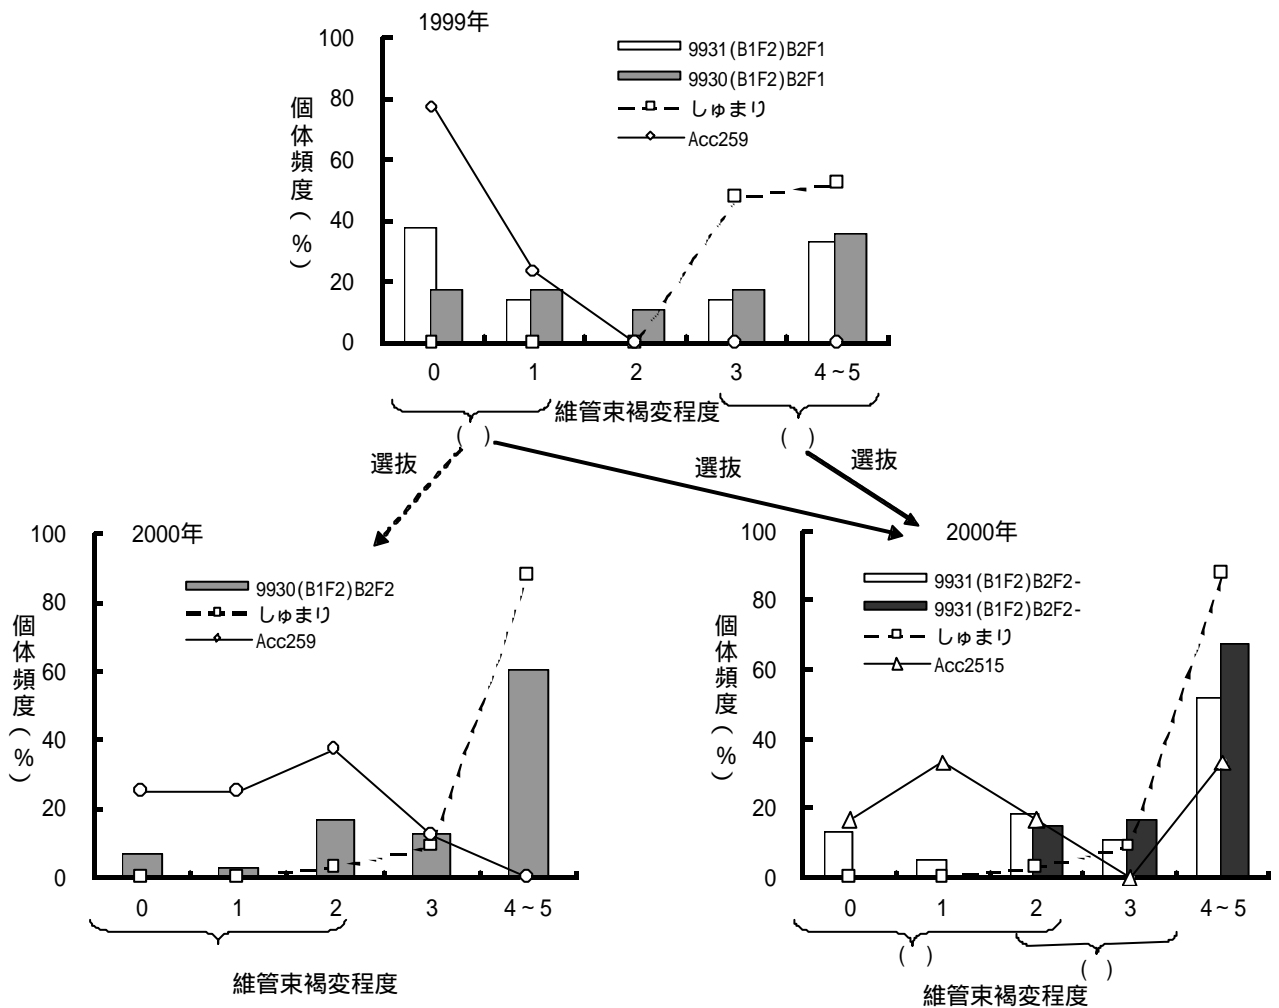 1999年
100
80
60
40
20
0
個体頻度(%)
9931(B1F2)B2F1
9930(B1F2)B2F1
しゅまり
Acc259
0 1 2 3 4~5
維管束褐変程度
( ) ( )
選抜 選抜 選抜
2000年
100
80
60
40
20
0
個体頻度(%)
9930(B1F2)B2F2
しゅまり
Acc259
0 1 2 3 4~5
維管束褐変程度
2000年
100
80
60
40
20
0
個体頻度(%)
9931(B1F2)B2F2-
9931(B1F2)B2F2-
しゅまり
Acc2515
0 1 2 3 4~5
( ) ( )
維管束褐変程度